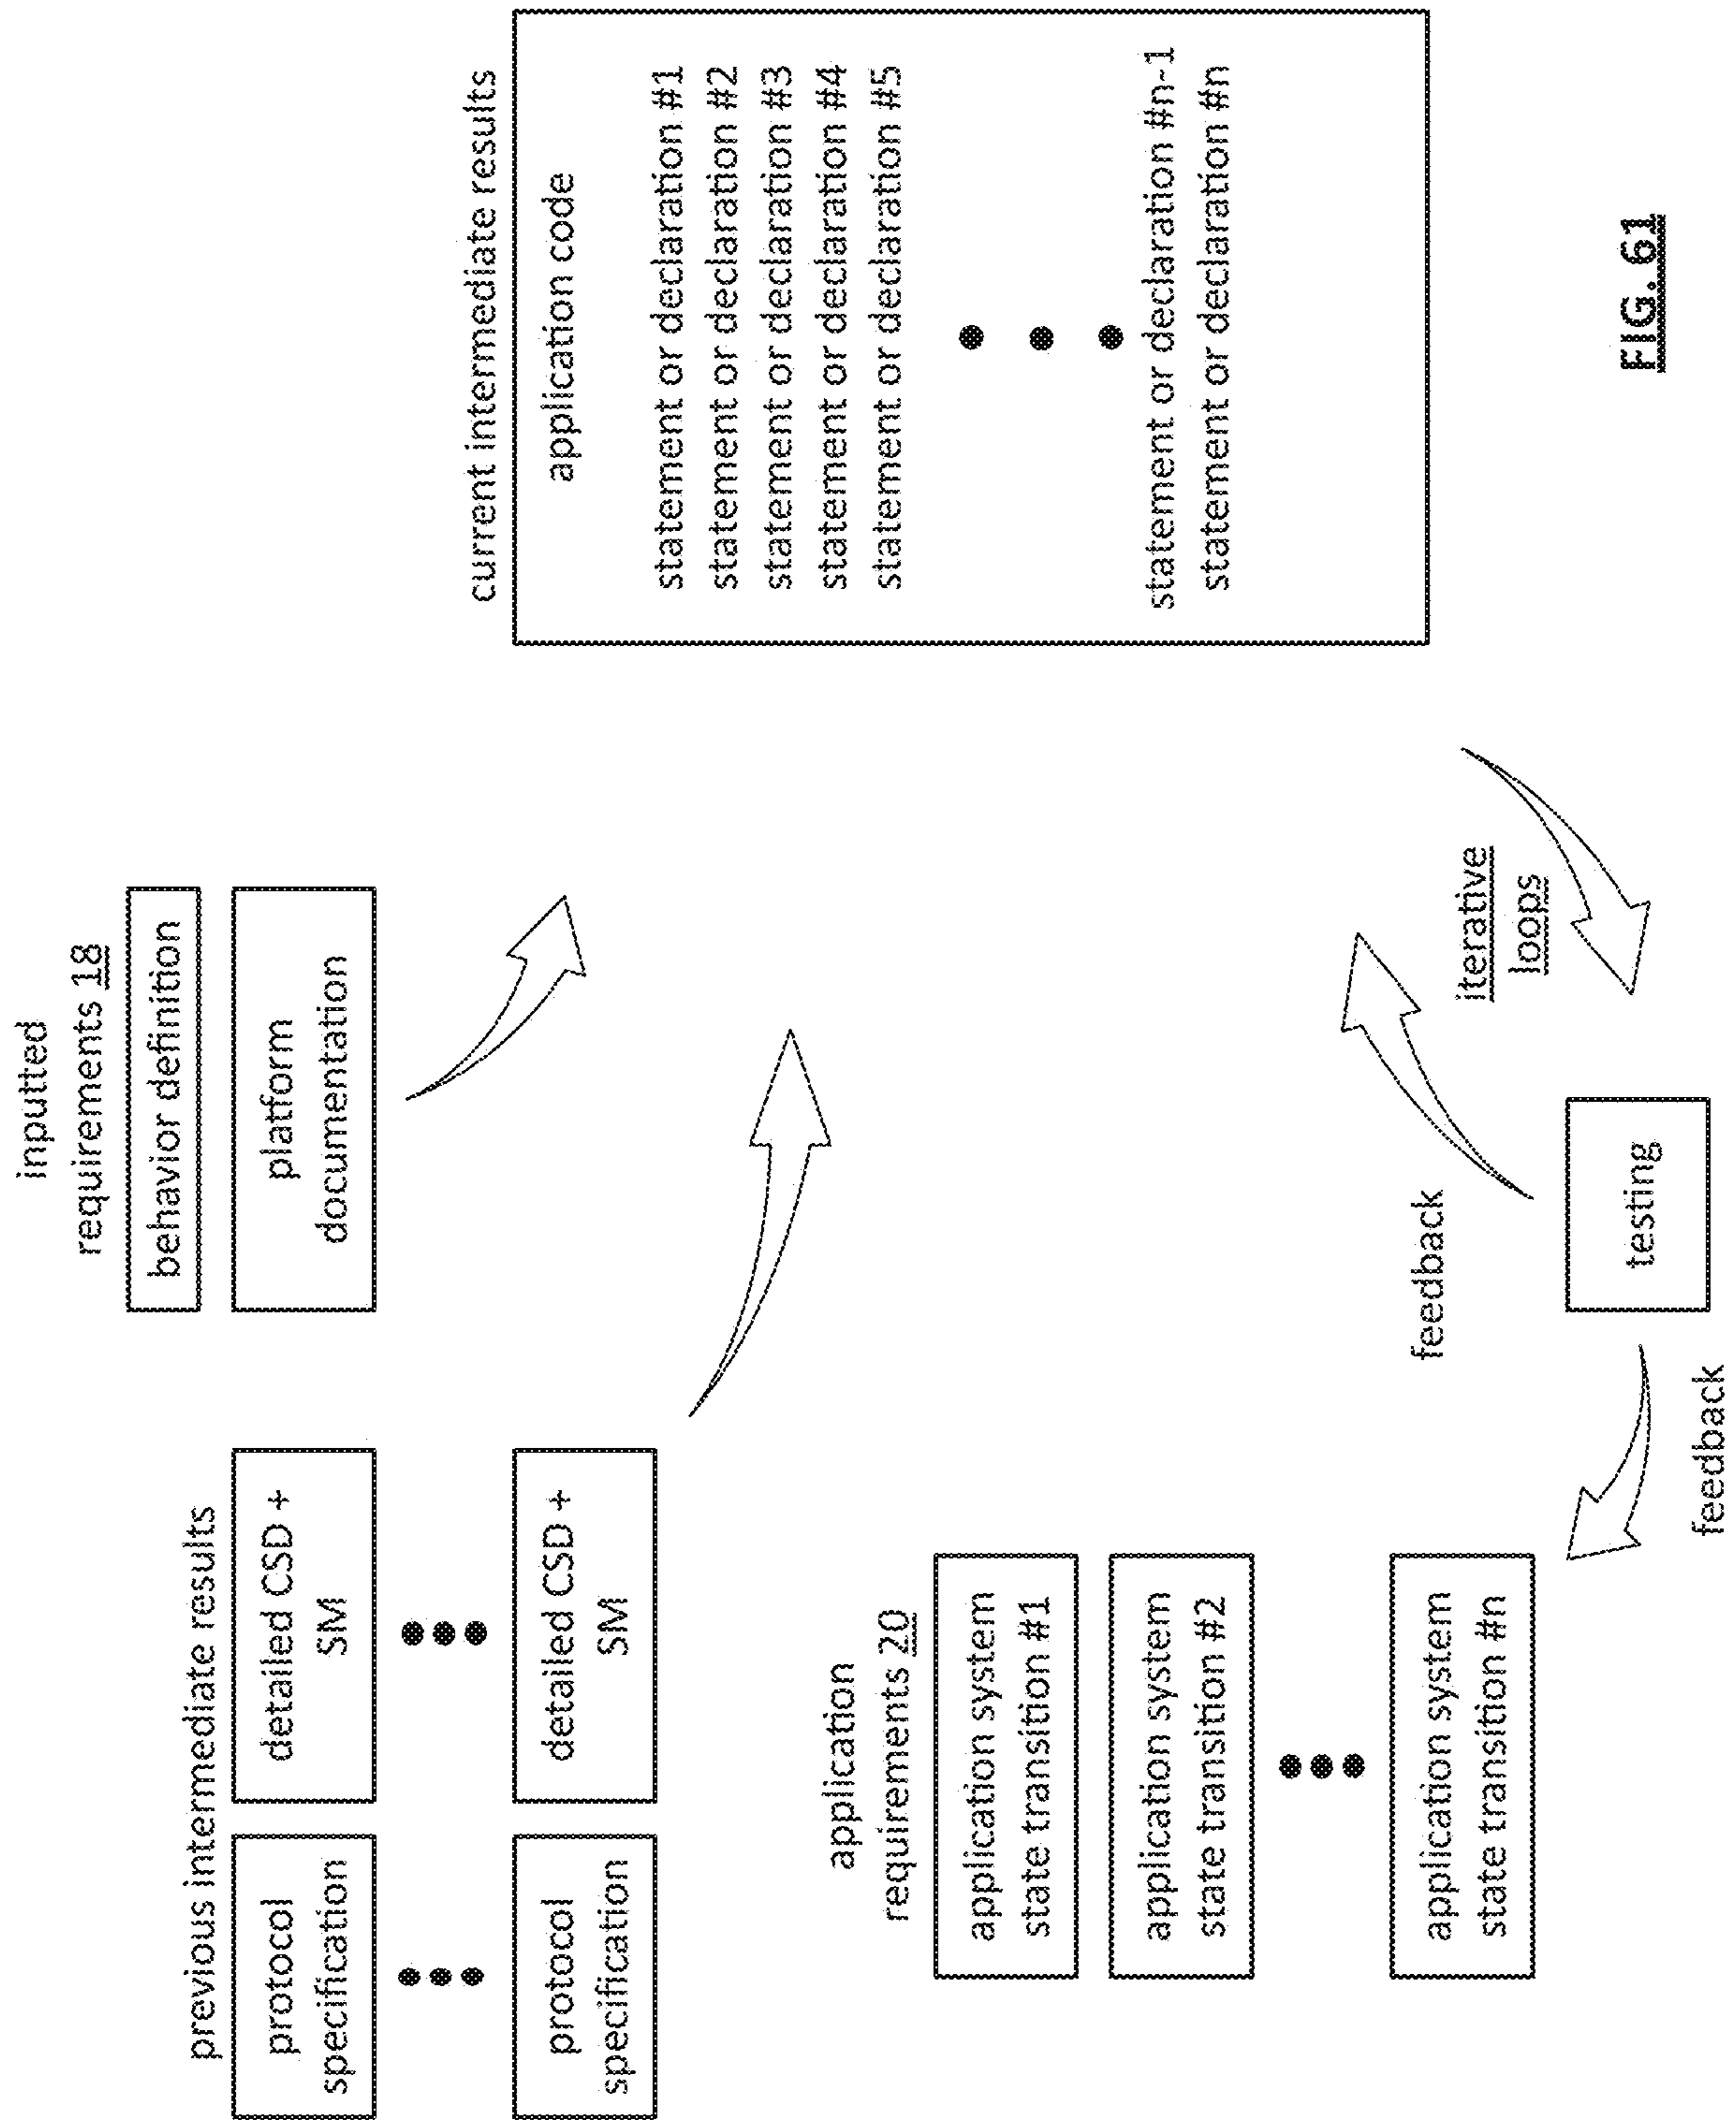 previous intermediate results
protocol
specification
detailed CSD +
SM
protocol
specification
detailed CSD +
SM
inputted
requirements 18
behavior definition
platform
documentation
current intermediate results
application code
statement or declaration #1
statement or declaration #2
statement or declaration #3
statement or declaration #4
statement or declaration #5
statement or declaration #n-1
statement or declaration #n
application
requirements 20
application system
state transition #1
application system
state transition #2
application system
state transition #n
feedback
feedback
testing
iterative
loops
FIG. 61